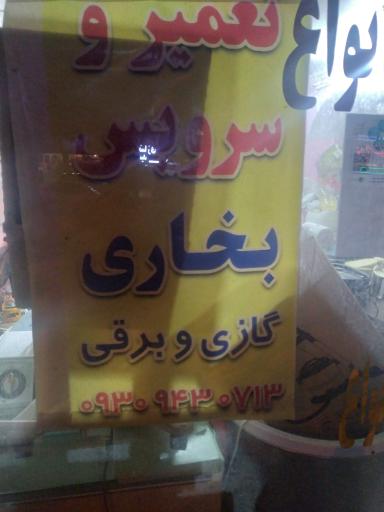 تعمیر و
سرویس
بخاری
گازی و برقی
۰۹۳۰ ۹۴۳ ۰۷۱۳
انواع